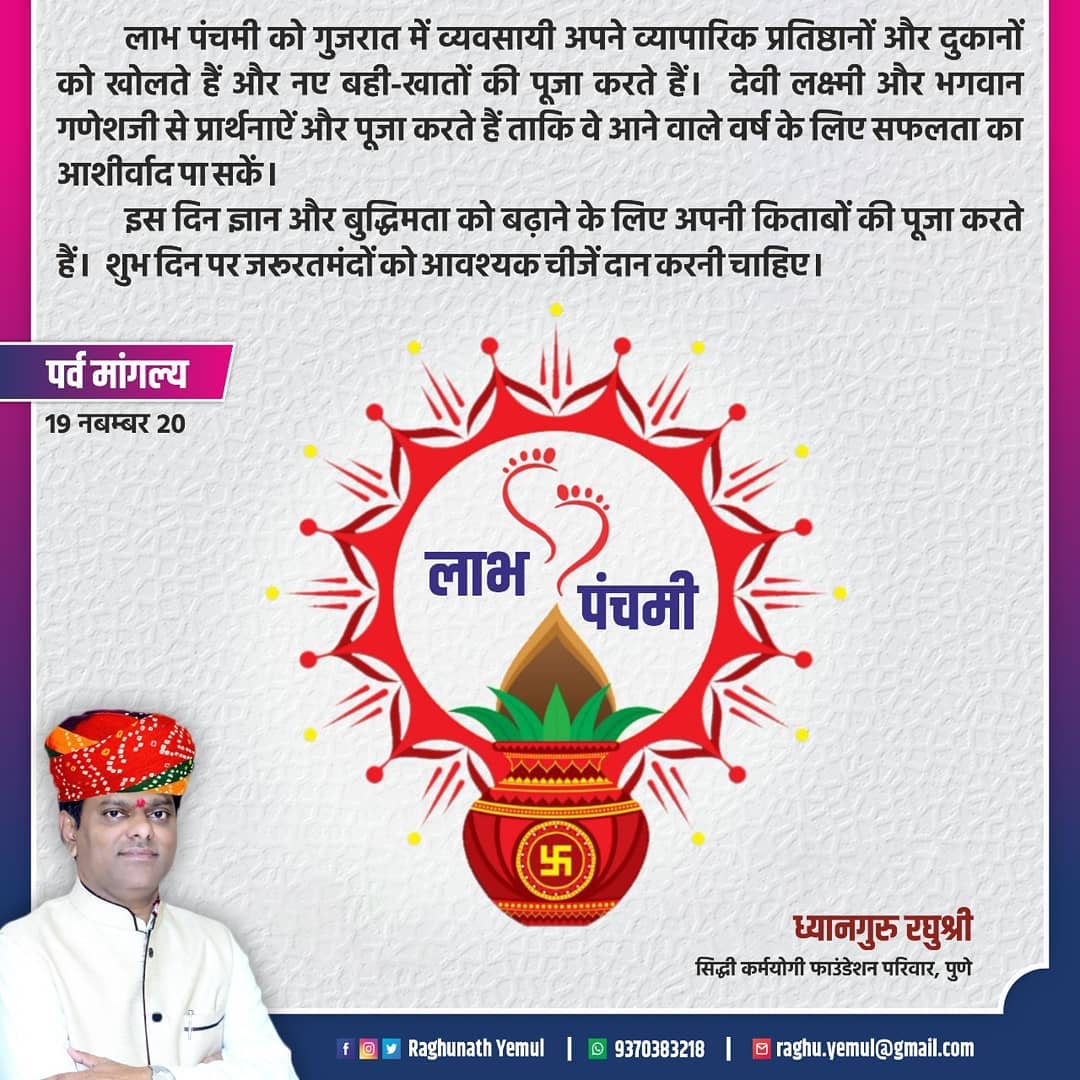 लाभ पंचमी को गुजरात में व्यवसायी अपने व्यापारिक प्रतिष्ठानों और दुकानों
को खोलते हैं और नए बही-खातों की पूजा करते हैं। देवी लक्ष्मी और भगवान
गणेशजी से प्रार्थनाऐं और पूजा करते हैं ताकि वे आने वाले वर्ष के लिए सफलता का
आशीर्वाद पा सकें।
इस दिन ज्ञान और बुद्धिमता को बढ़ाने के लिए अपनी किताबों की पूजा करते
हैं। शुभ दिन पर जरूरतमंदों को आवश्यक चीजें दान करनी चाहिए।
पर्व मांगल्य
19 नबम्बर 20
लाभ
पंचमी
ध्यानगुरु रघुश्री
सिद्धी कर्मयोगी फाउंडेशन परिवार, पुणे
Raghunath Yemul | 9370383218 | raghu.yemul@gmail.com